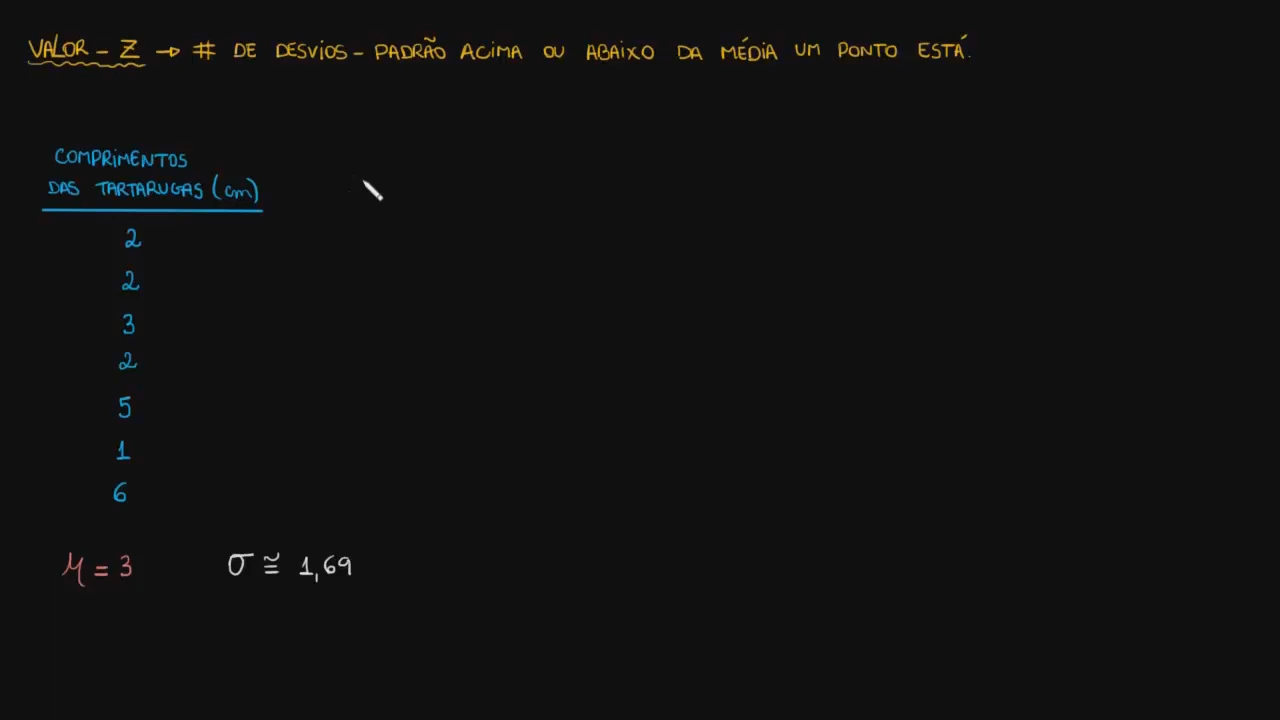 VALOR - Z → # DE DESVIOS - PADRÃO ACIMA OU ABAIXO DA MÉDIA UM PONTO ESTÁ.
COMPRIMENTOS
DAS TARTARUGAS (cm)
2
2
3
2
5
1
6
μ = 3 σ ≅ 1,69